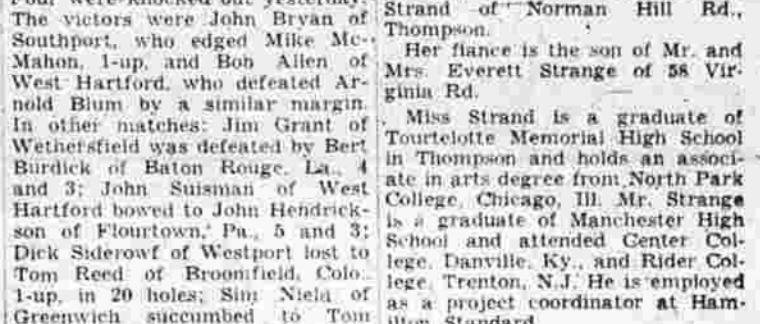 Four were knocked out yesterday.
The victors were John Bryan of
Southport, who edged Mike Mc-
Mahon, 1-up, and Bob Allen of
West Hartford, who defeated Ar-
nold Blum by a similar margin.
In other matches: Jim Grant of
Wethersfield was defeated by Bert
Burdick of Baton Rouge, La., 4
and 3; John Suisman of West
Hartford bowed to John Hendrick-
son of Flourtown, Pa., 5 and 3;
Dick Siderowf of Westport lost to
Tom Reed of Broomfield, Colo.,
1-up, in 20 holes; Sim Nield of
Greenwich succumbed to Tom
Strand of Norman Hill Rd.,
Thompson.
Her fiance is the son of Mr. and
Mrs. Everett Strange of 58 Vir-
ginia Rd.
Miss Strand is a graduate of
Tourtelotte Memorial High School
in Thompson and holds an associ-
ate in arts degree from North Park
College, Chicago, Ill. Mr. Strange
is a graduate of Manchester High
School and attended Center Col-
lege, Danville, Ky., and Rider Col-
lege, Trenton, N.J. He is employed
as a project coordinator at Ham-
ilton Standard